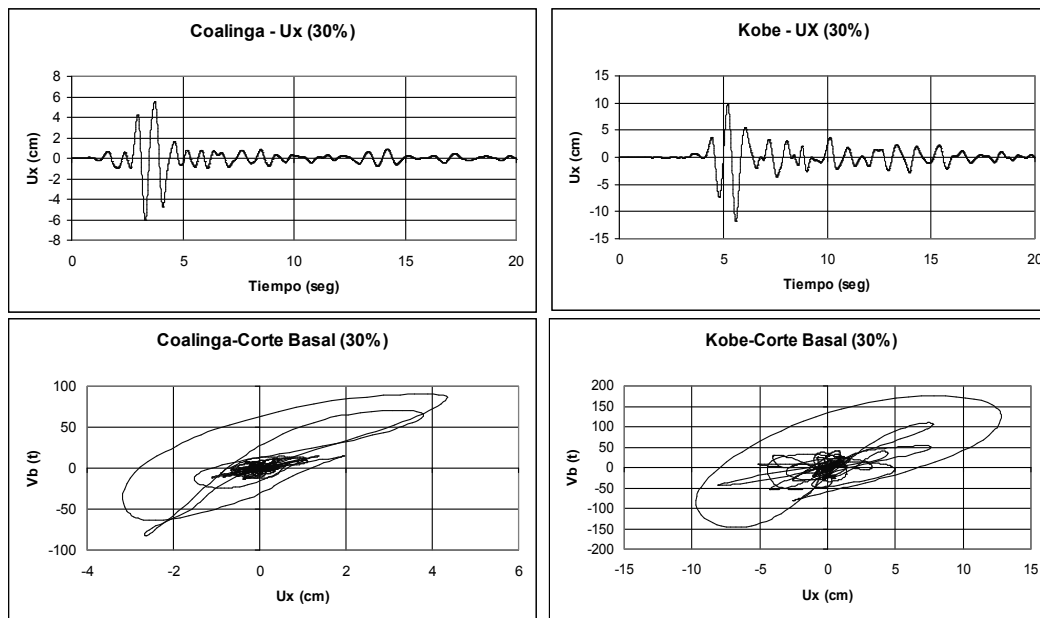 Coalinga - Ux (30%)
8
6
4
2
0
-2
-4
-6
-8
Ux (cm)
0 5 10 15 20
Tiempo (seg)
Kobe - UX (30%)
15
10
5
0
-5
-10
-15
Ux (cm)
0 5 10 15 20
Tiempo (seg)
Coalinga-Corte Basal (30%)
100
50
0
-50
-100
Vb (t)
-4 -2 0 2 4 6
Ux (cm)
Kobe-Corte Basal (30%)
200
150
100
50
0
-50
-100
-150
-200
Vb (t)
-15 -10 -5 0 5 10 15
Ux (cm)